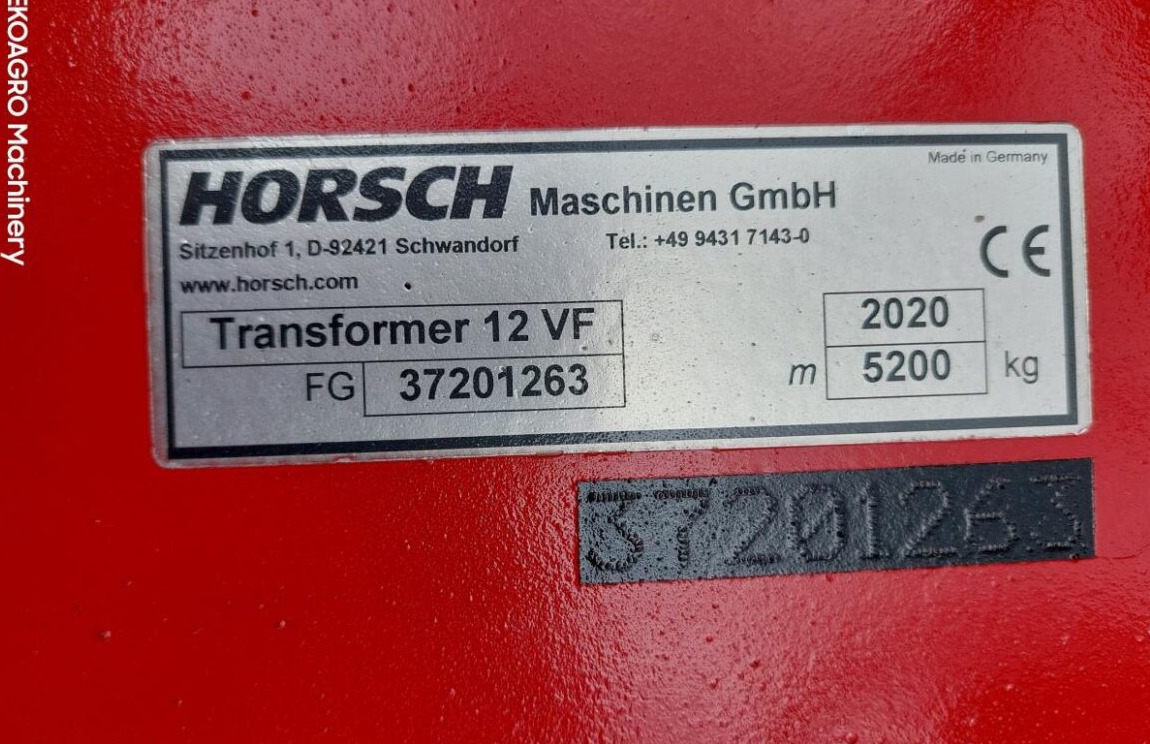 EKOAGRO Machinery
Made in Germany
HORSCH Maschinen GmbH
Sitzenhof 1, D-92421 Schwandorf Tel.: +49 9431 7143-0
www.horsch.com
CE
Transformer 12 VF 2020
FG 37201263 m 5200 kg
37201263